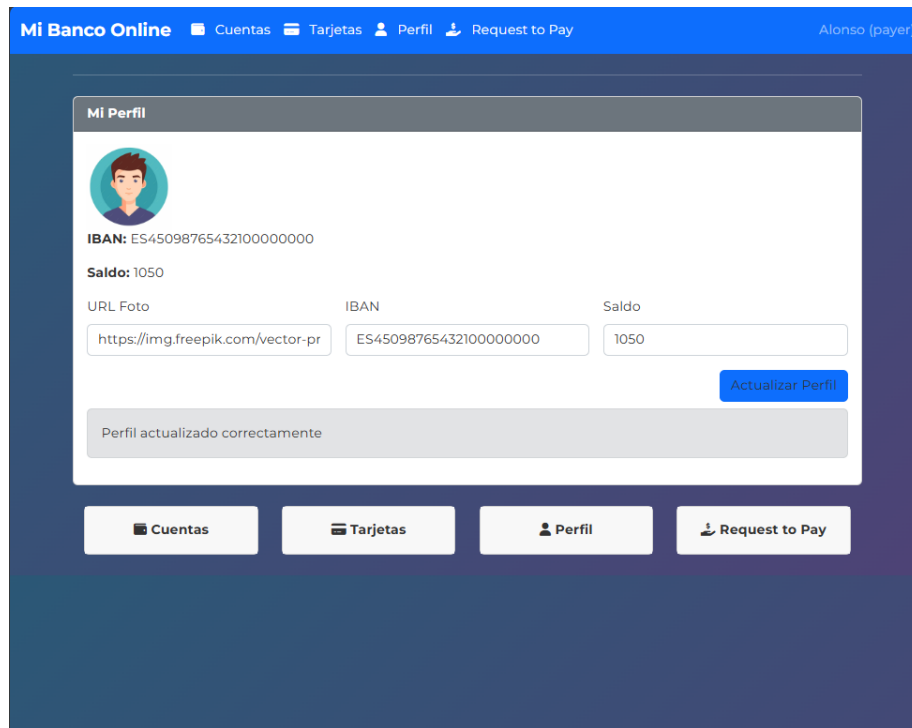 Mi Banco Online Cuentas Tarjetas Perfil Request to Pay Alonso (payer)
Mi Perfil
IBAN: ES45098765432100000000
Saldo: 1050
URL Foto IBAN Saldo
https://img.freepik.com/vector-pr ES45098765432100000000 1050
Actualizar Perfil
Perfil actualizado correctamente
Cuentas Tarjetas Perfil Request to Pay